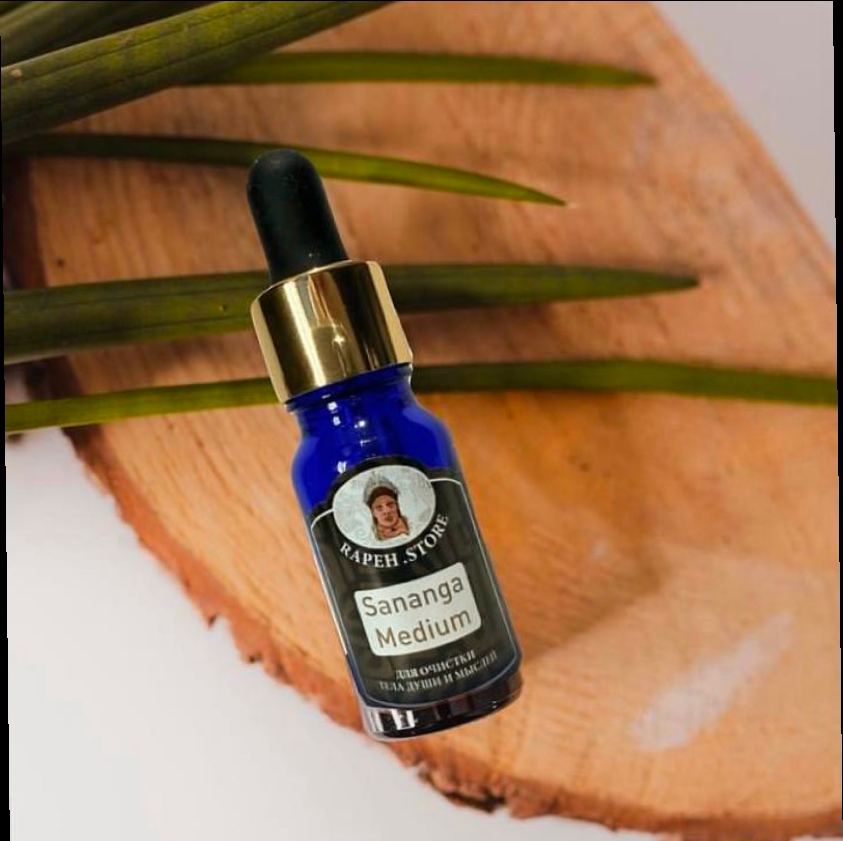 RAPEH .STORE
Sananga
Medium
ДЛЯ ОЧИСТКИ
ТЕЛА ДУШИ И МЫСЛЕЙ